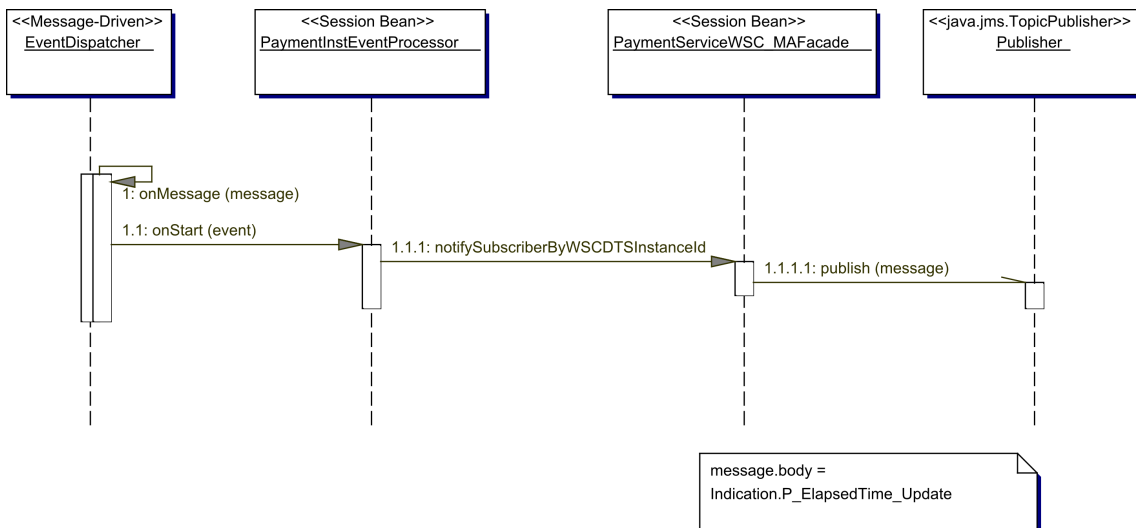 <<Message-Driven>>
EventDispatcher
<<Session Bean>>
PaymentInstEventProcessor
<<Session Bean>>
PaymentServiceWSC_MAFacade
<<java.jms.TopicPublisher>>
Publisher
1: onMessage (message)
1.1: onStart (event)
1.1.1: notifySubscriberByWSCDTSInstanceId
1.1.1.1: publish (message)
message.body =
Indication.P_ElapsedTime_Update